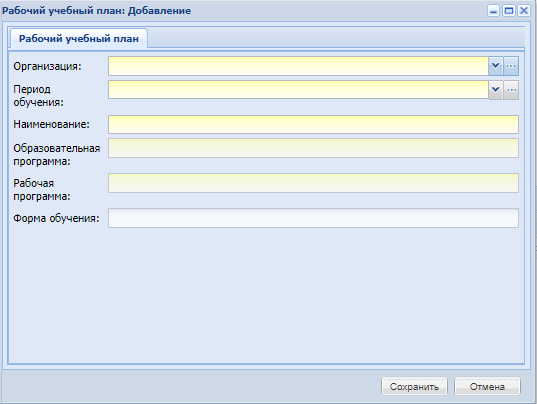 Рабочий учебный план: Добавление
Рабочий учебный план
Организация:
Период
обучения:
Наименование:
Образовательная
программа:
Рабочая
программа:
Форма обучения:
Сохранить
Отмена